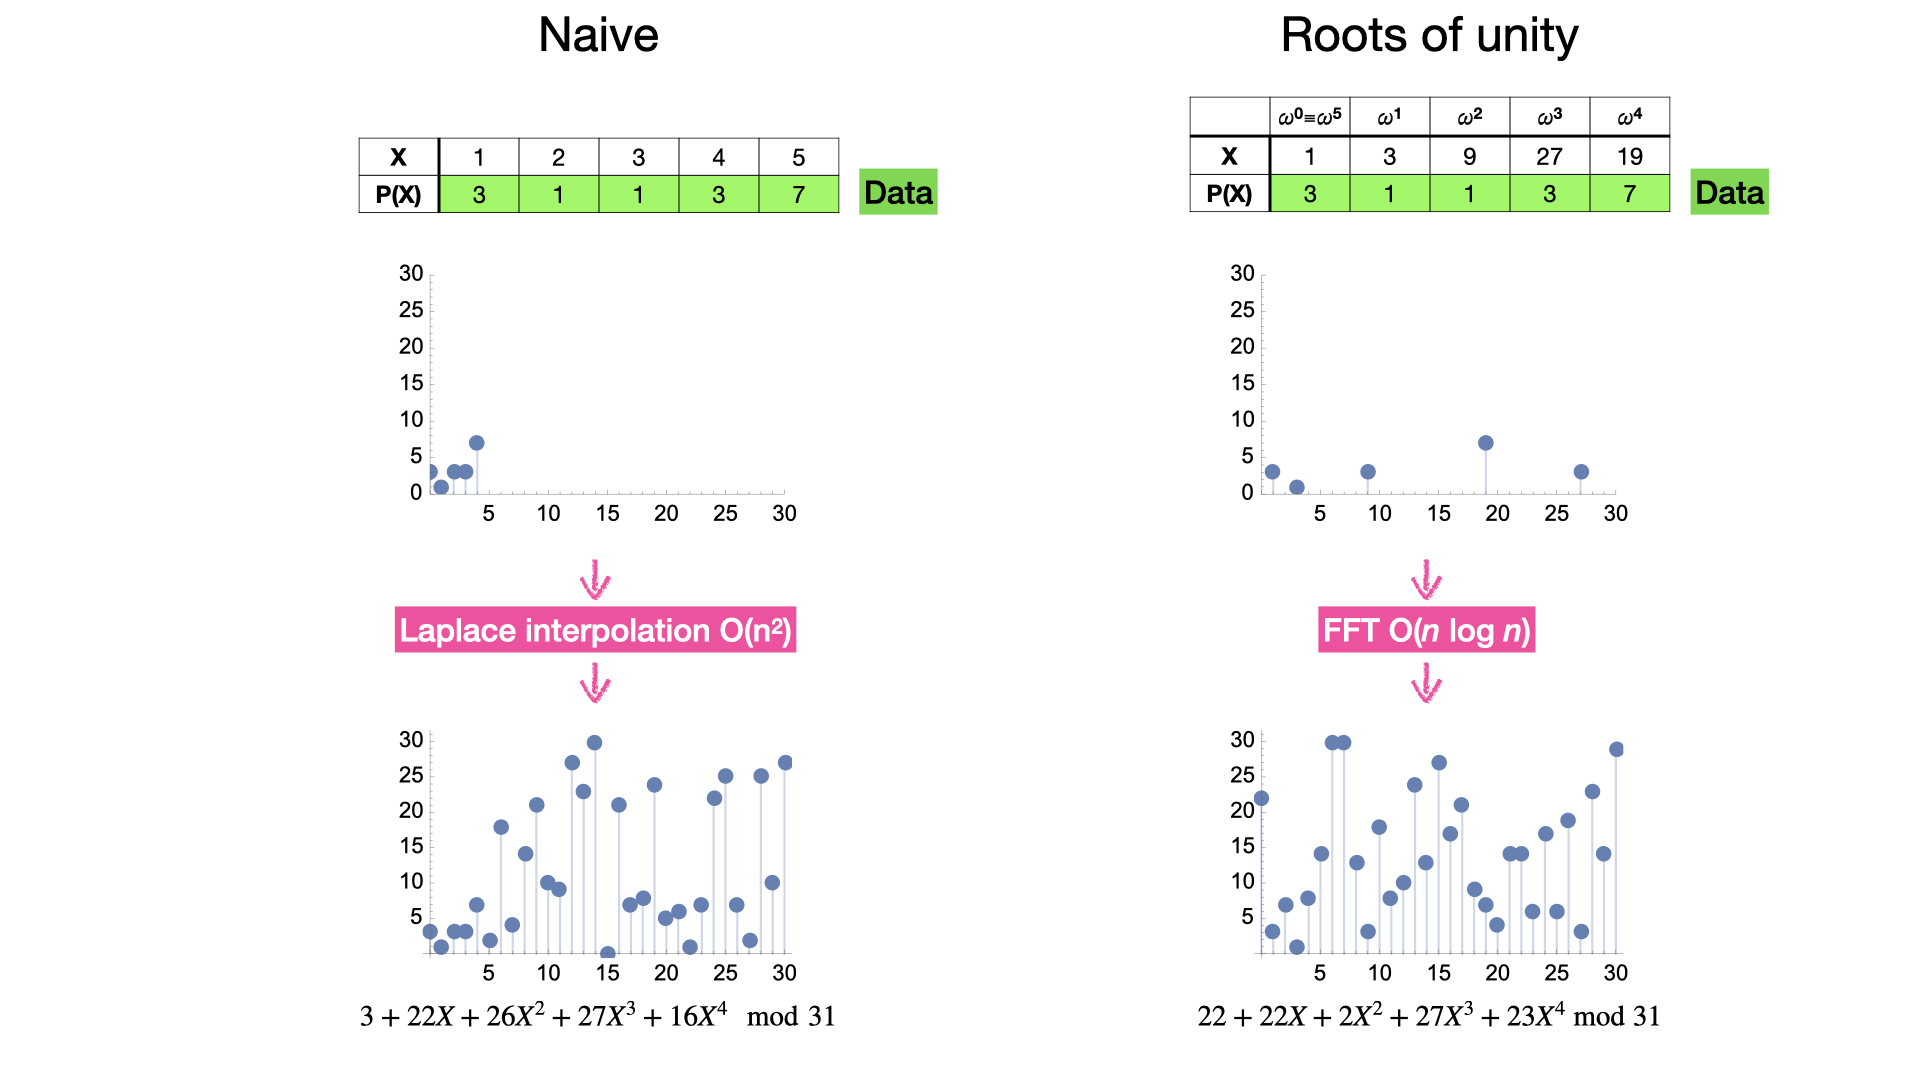 Naive
X 1 2 3 4 5
P(X) 3 1 1 3 7
Data
30
25
20
15
10
5
0
5 10 15 20 25 30
Laplace interpolation O(n²)
30
25
20
15
10
5
5 10 15 20 25 30
3 + 22X + 26X² + 27X³ + 16X⁴ mod 31
Roots of unity
ω⁰≡ω⁵ ω¹ ω² ω³ ω⁴
X 1 3 9 27 19
P(X) 3 1 1 3 7
Data
30
25
20
15
10
5
0
5 10 15 20 25 30
FFT O(n log n)
30
25
20
15
10
5
5 10 15 20 25 30
22 + 22X + 2X² + 27X³ + 23X⁴ mod 31